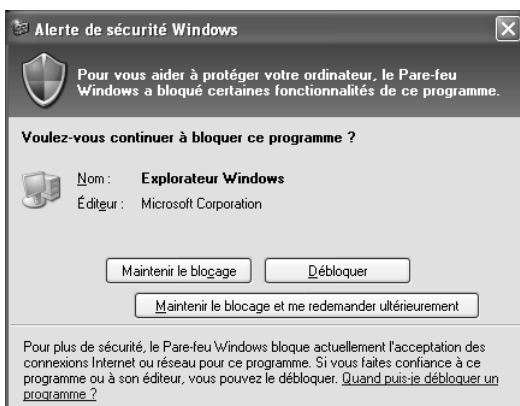 Alerte de sécurité Windows
Pour vous aider à protéger votre ordinateur, le Pare-feu
Windows a bloqué certaines fonctionnalités de ce programme.
Voulez-vous continuer à bloquer ce programme ?
Nom : Explorateur Windows
Éditeur : Microsoft Corporation
Maintenir le blocage Débloquer
Maintenir le blocage et me redemander ultérieurement
Pour plus de sécurité, le Pare-feu Windows bloque actuellement l'acceptation des
connexions Internet ou réseau pour ce programme. Si vous faites confiance à ce
programme ou à son éditeur, vous pouvez le débloquer. Quand puis-je débloquer un
programme ?